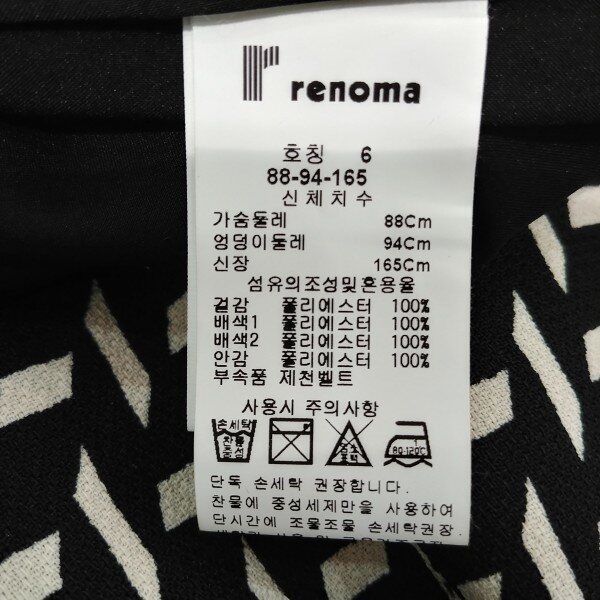 renoma
호칭 6
88-94-165
신체치수
가슴둘레 88Cm
엉덩이둘레 94Cm
신장 165Cm
섬유의조성및혼용율
겉감 폴리에스터 100%
배색1 폴리에스터 100%
배색2 폴리에스터 100%
안감 폴리에스터 100%
부속품 제천벨트
사용시 주의사항
손세탁
찬물
중성
1
80-120℃
단독 손세탁 권장합니다.
찬물에 중성세제만을 사용하여
단시간에 조물조물 손세탁권장